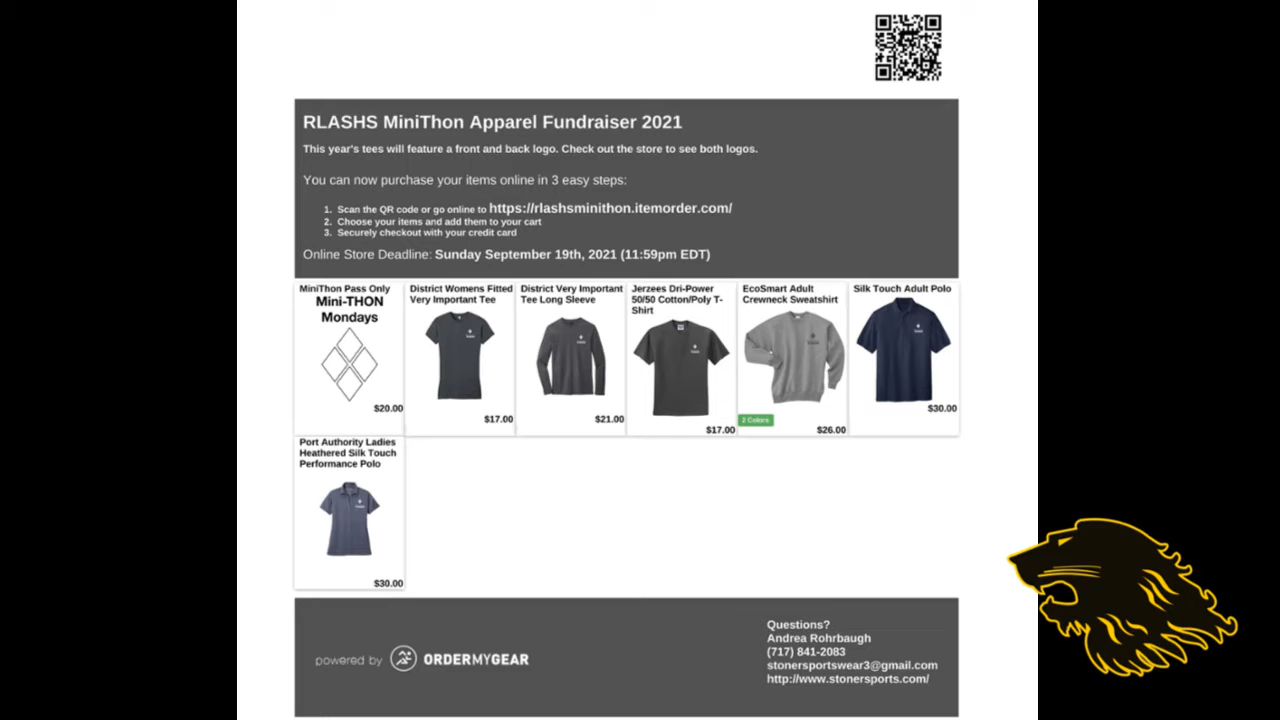 RLASHS MiniThon Apparel Fundraiser 2021
This year's tees will feature a front and back logo. Check out the store to see both logos.
You can now purchase your items online in 3 easy steps:
1. Scan the QR code or go online to https://rlashsminithon.itemorder.com/
2. Choose your items and add them to your cart
3. Securely checkout with your credit card
Online Store Deadline: Sunday September 19th, 2021 (11:59pm EDT)
MiniThon Pass Only
Mini-THON
Mondays
$20.00
District Womens Fitted
Very Important Tee
$17.00
District Very Important
Tee Long Sleeve
$21.00
Jerzees Dri-Power
50/50 Cotton/Poly T-
Shirt
$17.00
EcoSmart Adult
Crewneck Sweatshirt
2 Colors
$26.00
Silk Touch Adult Polo
$30.00
Port Authority Ladies
Heathered Silk Touch
Performance Polo
$30.00
powered by ORDERMYGEAR
Questions?
Andrea Rohrbaugh
(717) 841-2083
stonersportswear3@gmail.com
http://www.stonersports.com/